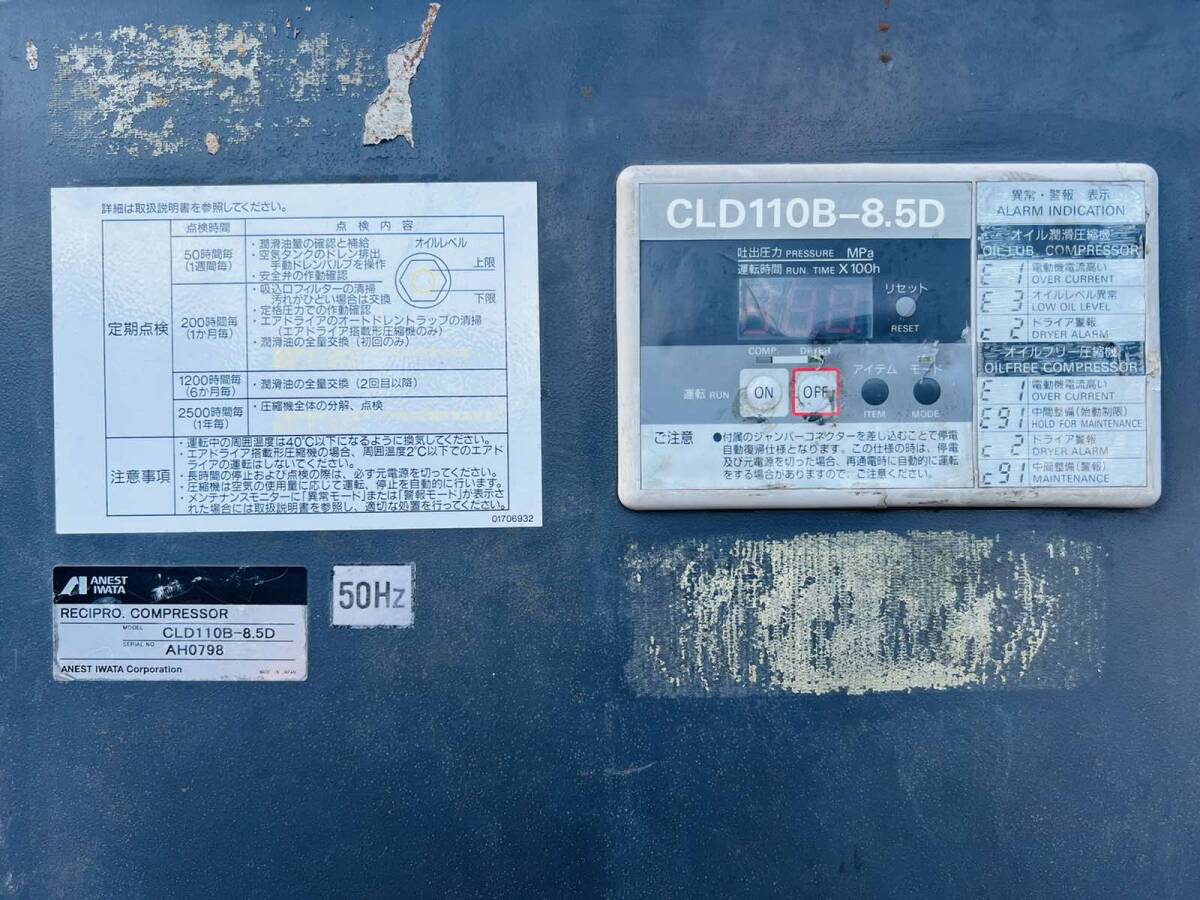 詳細は取扱説明書を参照してください。
点検時間 点検内容
定期点検
50時間毎
(1週間毎)
・潤滑油量の確認と補給
・空気タンクのドレン排出
手動ドレンバルブを操作
・安全弁の作動確認
オイルレベル
上限
下限
200時間毎
(1か月毎)
・吸込口フィルターの清掃
汚れがひどい場合は交換
・定格圧力での作動確認
・エアドライアのオートドレントラップの清掃
(エアドライア搭載形圧縮機のみ)
・潤滑油の全量交換(初回のみ)
1200時間毎
(6か月毎)
・潤滑油の全量交換(2回目以降)
2500時間毎
(1年毎)
・圧縮機全体の分解、点検
注意事項
・運転中の周囲温度は40℃以下になるように換気してください。
・エアドライア搭載形圧縮機の場合、周囲温度2℃以下でのエアド
ライアの運転はしないでください。
・長時間の停止および点検の際は、必ず元電源を切ってください。
・圧縮機は空気の使用量に応じて運転、停止を自動的に行います。
・メンテナンスモニターに「異常モード」または「警報モード」が表示さ
れた場合には取扱説明書を参照し、適切な処置を行ってください。
01706932
ANEST
IWATA
RECIPRO. COMPRESSOR
MODEL CLD110B-8.5D
SERIAL NO AH0798
ANEST IWATA Corporation
MADE IN JAPAN
50Hz
CLD110B-8.5D
吐出圧力 PRESSURE MPa
運転時間 RUN. TIME X100h
リセット
RESET
COMP. DRYER
運転 RUN
ON
OFF
アイテム
ITEM
モード
MODE
ご注意
●付属のジャンパーコネクターを差し込むことで停電
自動復帰仕様となります。この仕様の時は、停電
及び元電源を切った場合、再通電時に自動的に運転
をする場合がありますので、ご注意ください。
異常・警報 表示
ALARM INDICATION
オイル潤滑圧縮機
OIL LUB. COMPRESSOR
E 1 電動機電流高い
OVER CURRENT
E 3 オイルレベル異常
LOW OIL LEVEL
c 2 ドライア警報
DRYER ALARM
オイルフリー圧縮機
OILFREE COMPRESSOR
E 1 電動機電流高い
OVER CURRENT
E91 中間整備(始動制限)
HOLD FOR MAINTENANCE
c 2 ドライア警報
DRYER ALARM
c91 中間整備(警報)
MAINTENANCE